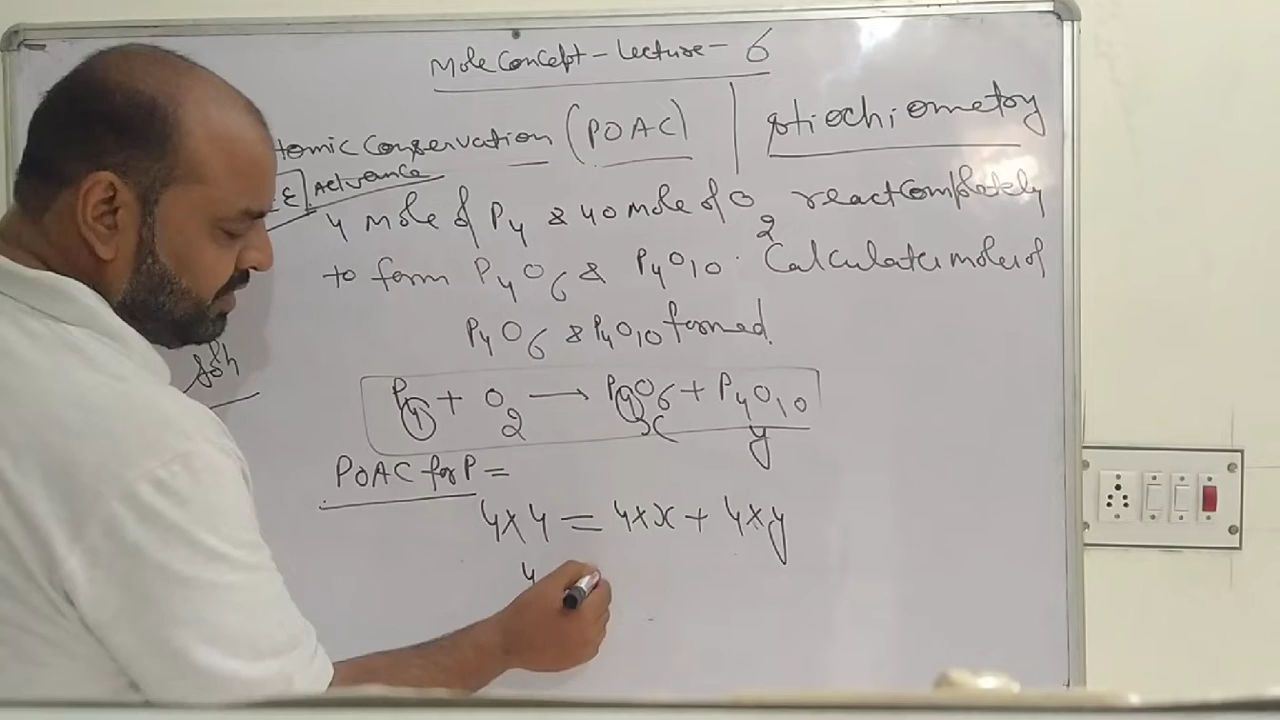 Mole Concept - Lecture - 6
tomic Conservation (POAC) | stiochiometry
&] Advance
4 mole of P4 & 40 mole of O2 react completely
to form P4O6 & P4O10. Calculate moles of
P4O6 & P4O10 formed.
Soln
P4 + O2 → P4O6 + P4O10
x y
POAC for P =
4×4 = 4×x + 4×y
4